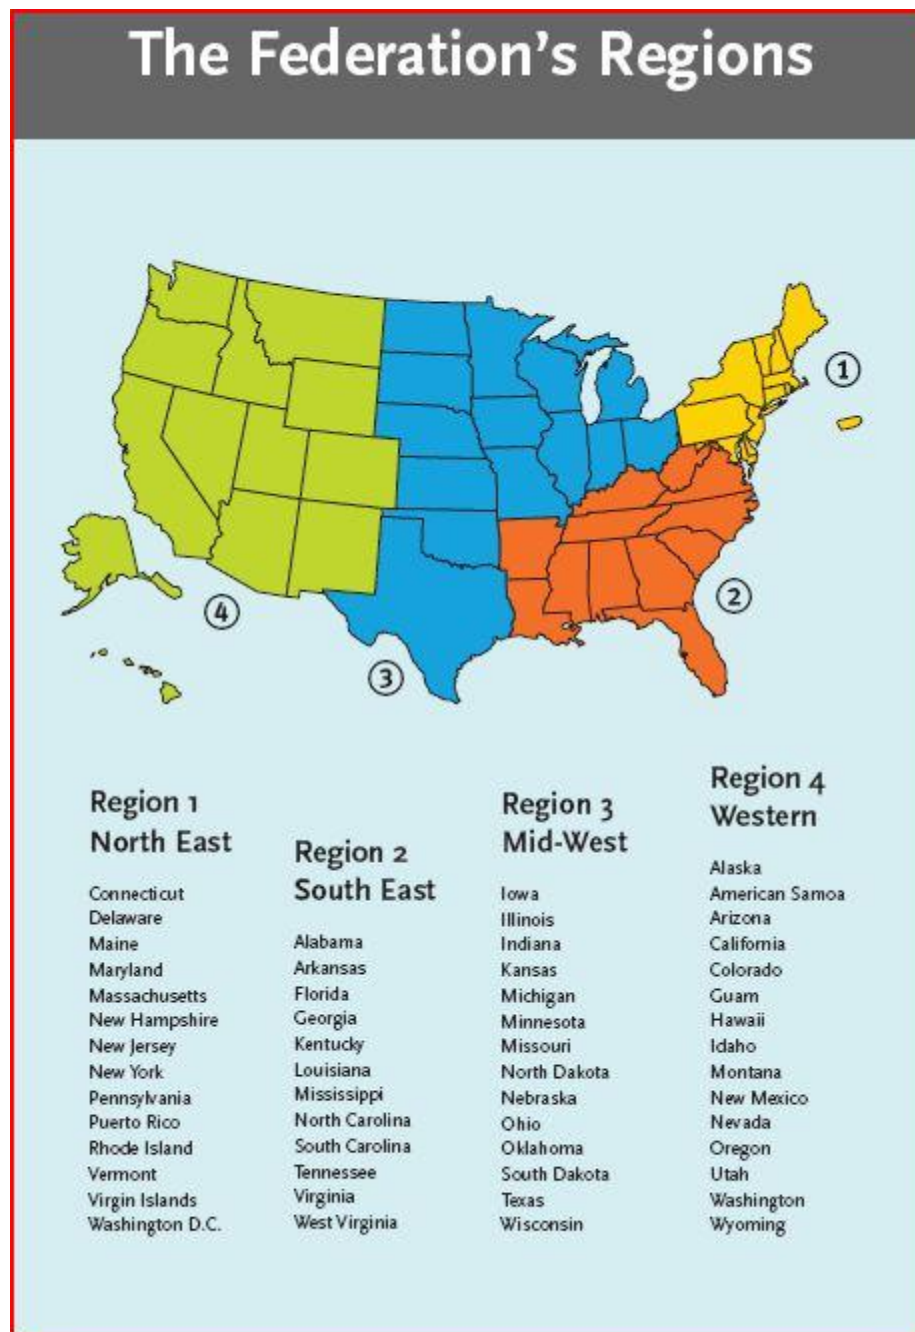 The Federation's Regions
1
2
3
4
Region 1
North East
Connecticut
Delaware
Maine
Maryland
Massachusetts
New Hampshire
New Jersey
New York
Pennsylvania
Puerto Rico
Rhode Island
Vermont
Virgin Islands
Washington D.C.
Region 2
South East
Alabama
Arkansas
Florida
Georgia
Kentucky
Louisiana
Mississippi
North Carolina
South Carolina
Tennessee
Virginia
West Virginia
Region 3
Mid-West
Iowa
Illinois
Indiana
Kansas
Michigan
Minnesota
Missouri
North Dakota
Nebraska
Ohio
Oklahoma
South Dakota
Texas
Wisconsin
Region 4
Western
Alaska
American Samoa
Arizona
California
Colorado
Guam
Hawaii
Idaho
Montana
New Mexico
Nevada
Oregon
Utah
Washington
Wyoming